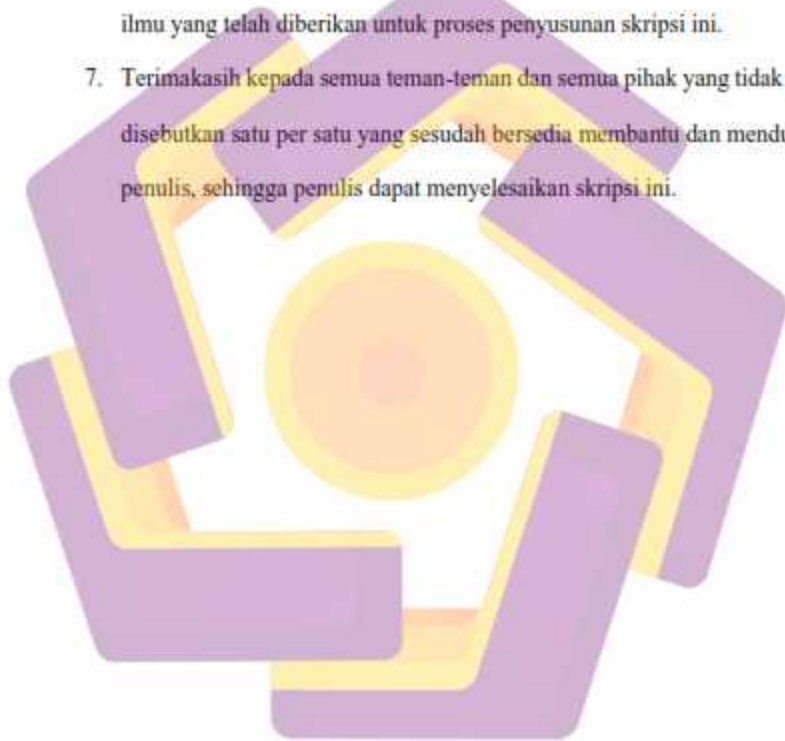 ilmu yang telah diberikan untuk proses penyusunan skripsi ini.
7. Terimakasih kepada semua teman-teman dan semua pihak yang tidak
disebutkan satu per satu yang sesudah bersedia membantu dan mendu
penulis, sehingga penulis dapat menyelesaikan skripsi ini.